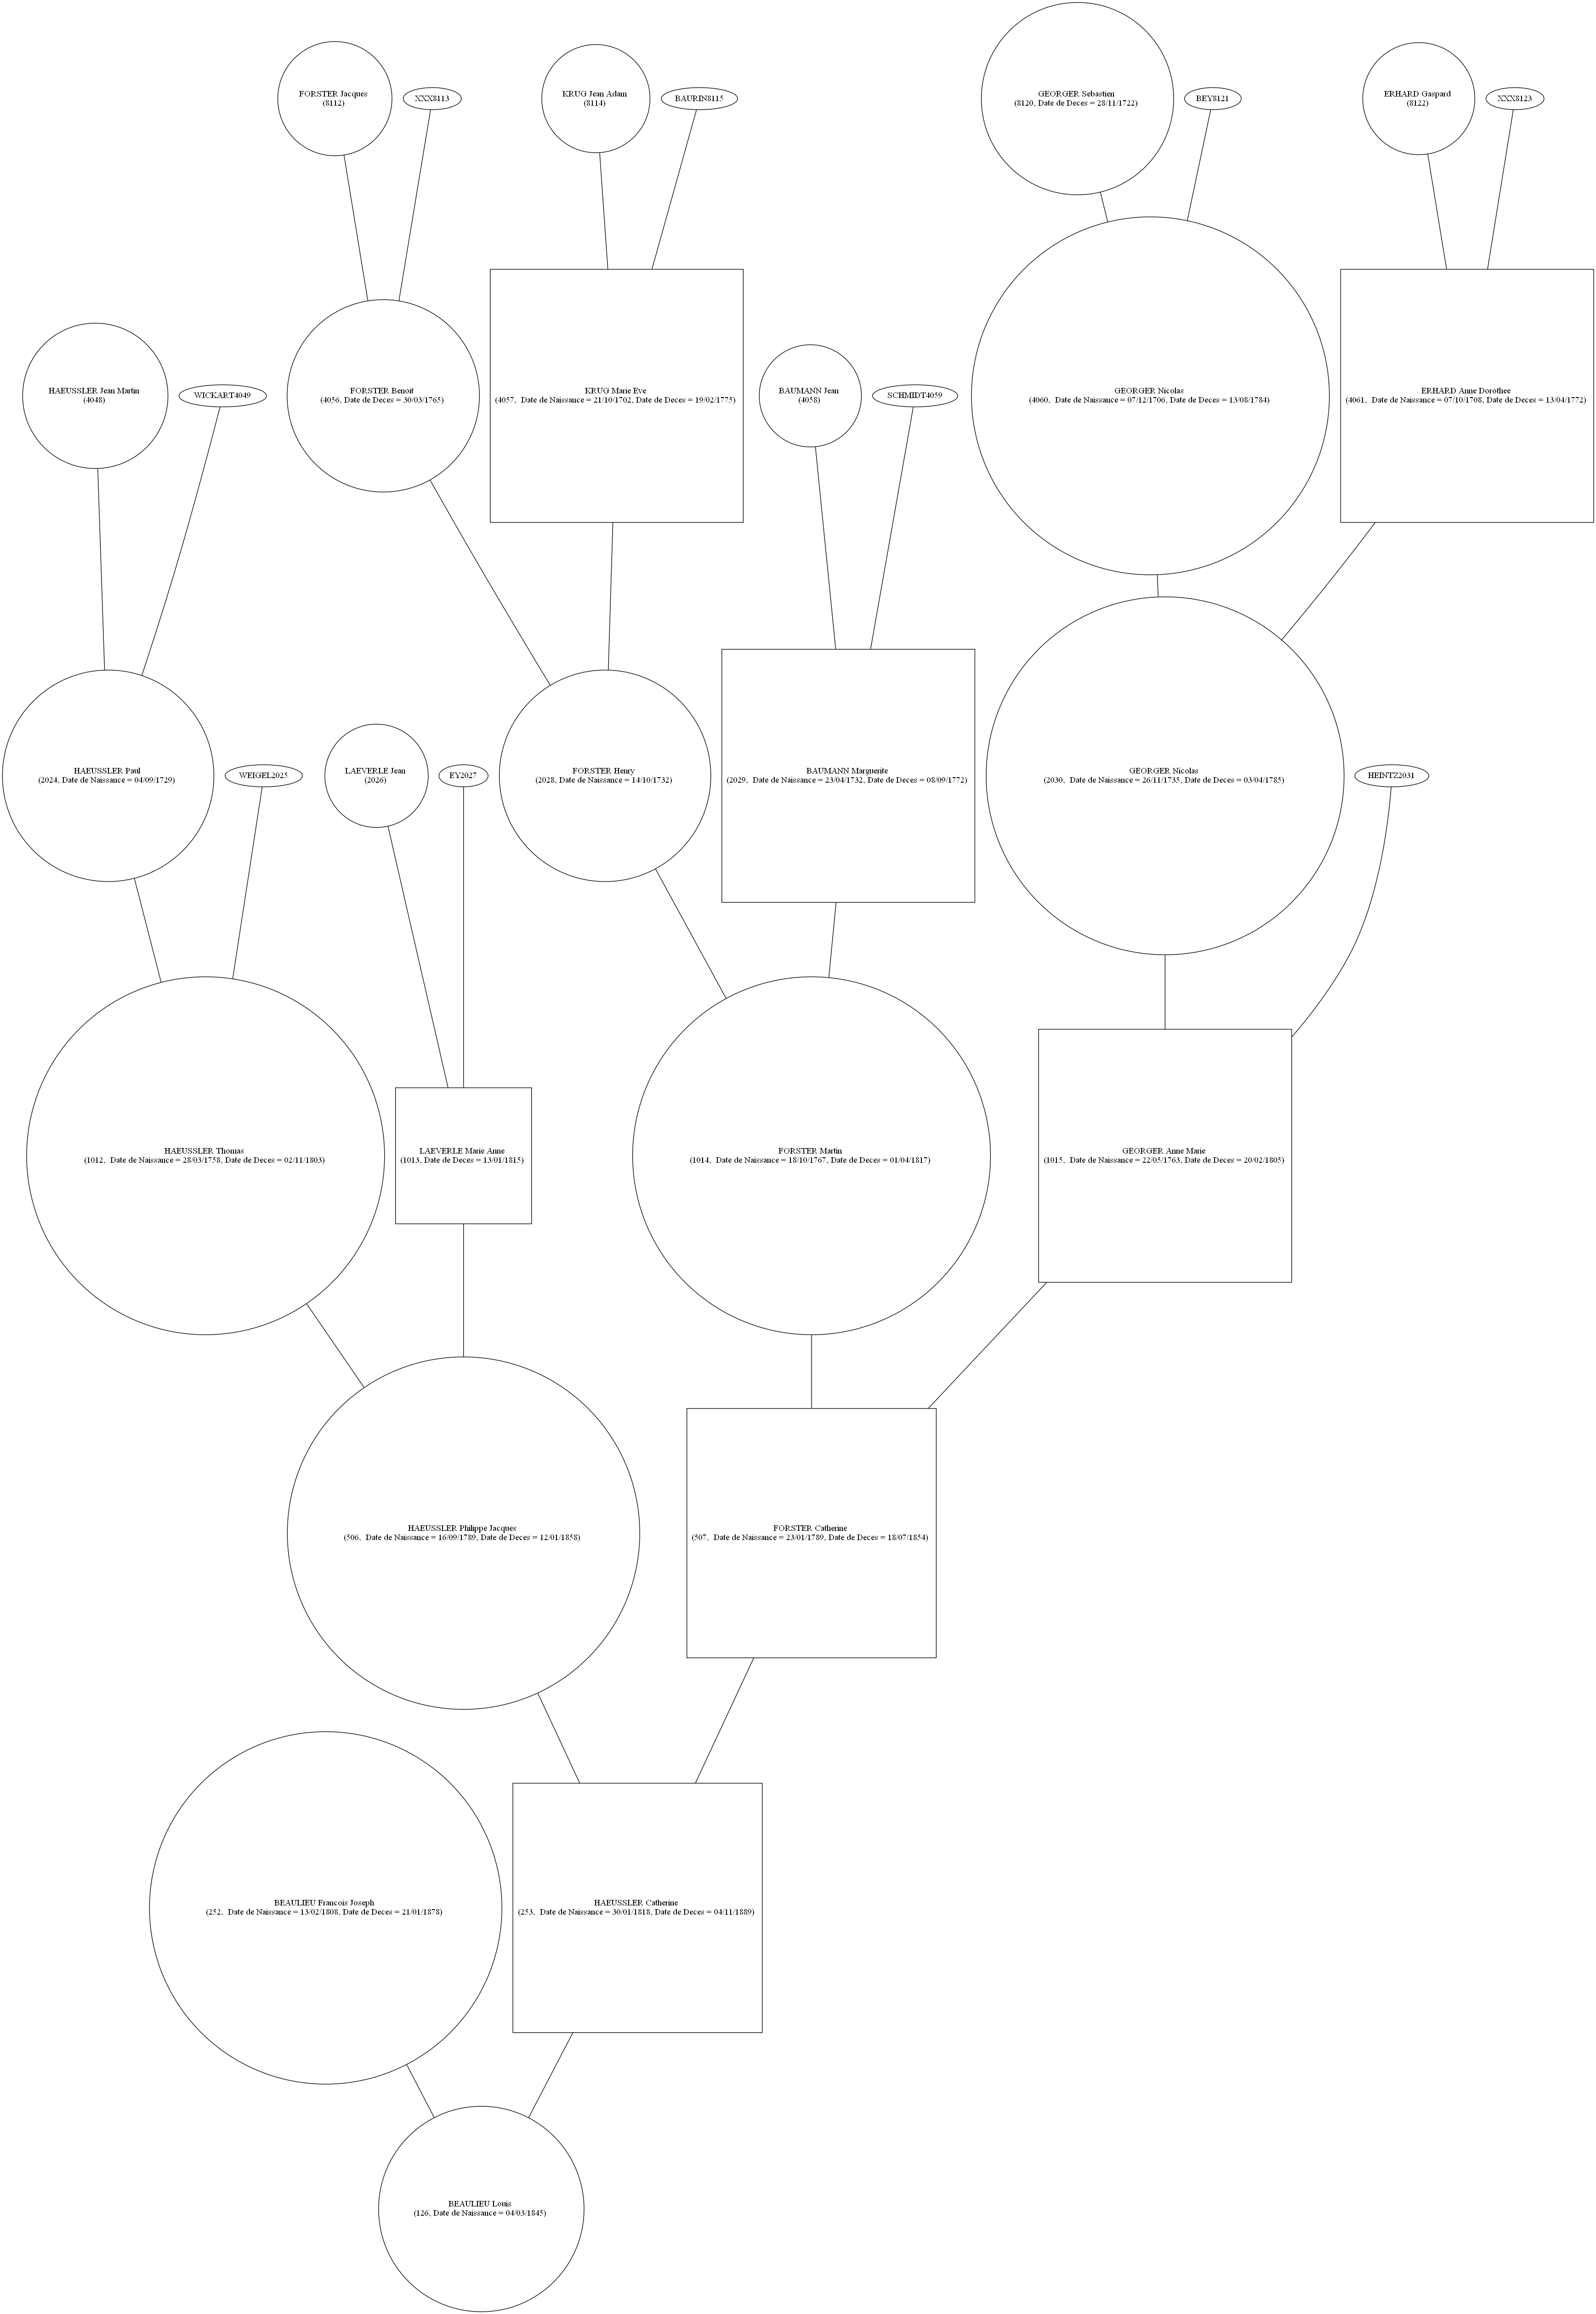 FORSTER Jacques
(8112)
XXX8113
KRUG Jean Adam
(8114)
BAURIN8115
GEORGER Sebastien
(8120, Date de Deces = 28/11/1722)
BEY8121
ERHARD Gaspard
(8122)
XXX8123
HAEUSSLER Jean Martin
(4048)
WICKART4049
FORSTER Benoit
(4056, Date de Deces = 30/03/1765)
KRUG Marie Eve
(4057,  Date de Naissance = 21/10/1702, Date de Deces = 19/02/1775)
BAUMANN Jean
(4058)
SCHMIDT4059
GEORGER Nicolas
(4060,  Date de Naissance = 07/12/1706, Date de Deces = 13/08/1784)
ERHARD Anne Dorothee
(4061,  Date de Naissance = 07/10/1708, Date de Deces = 13/04/1772)
HAEUSSLER Paul
(2024, Date de Naissance = 04/09/1729)
WEIGEL2025
LAEVERLE Jean
(2026)
EY2027
FORSTER Henry
(2028, Date de Naissance = 14/10/1732)
BAUMANN Marguerite
(2029,  Date de Naissance = 23/04/1732, Date de Deces = 08/09/1772)
GEORGER Nicolas
(2030,  Date de Naissance = 26/11/1735, Date de Deces = 03/04/1785)
HEINTZ2031
HAEUSSLER Thomas
(1012,  Date de Naissance = 28/03/1758, Date de Deces = 02/11/1803)
LAEVERLE Marie Anne
(1013, Date de Deces = 13/01/1815)
FORSTER Martin
(1014,  Date de Naissance = 18/10/1767, Date de Deces = 01/04/1817)
GEORGER Anne Marie
(1015,  Date de Naissance = 22/05/1763, Date de Deces = 20/02/1805)
HAEUSSLER Philippe Jacques
(506,  Date de Naissance = 16/09/1789, Date de Deces = 12/01/1858)
FORSTER Catherine
(507,  Date de Naissance = 23/01/1789, Date de Deces = 18/07/1854)
BEAULIEU Francois Joseph
(252,  Date de Naissance = 13/02/1808, Date de Deces = 21/01/1878)
HAEUSSLER Catherine
(253,  Date de Naissance = 30/01/1818, Date de Deces = 04/11/1889)
BEAULIEU Louis
(126, Date de Naissance = 04/03/1845)